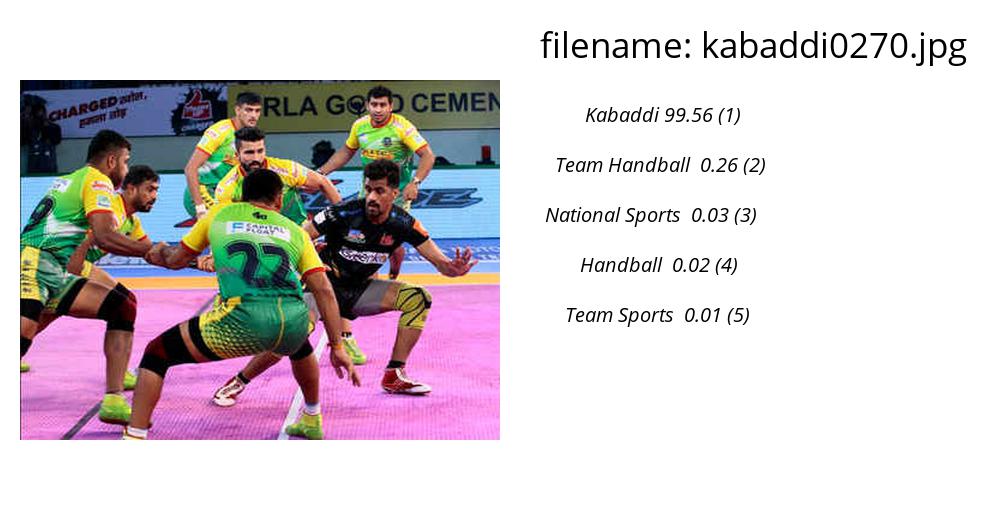 filename: kabaddi0270.jpg
Kabaddi 99.56 (1)
Team Handball 0.26 (2)
National Sports 0.03 (3)
Handball 0.02 (4)
Team Sports 0.01 (5)
CHARGED खेल,
हमला तोड़
RLA GOLD CEMEN
CAPITAL
FLOAT
22